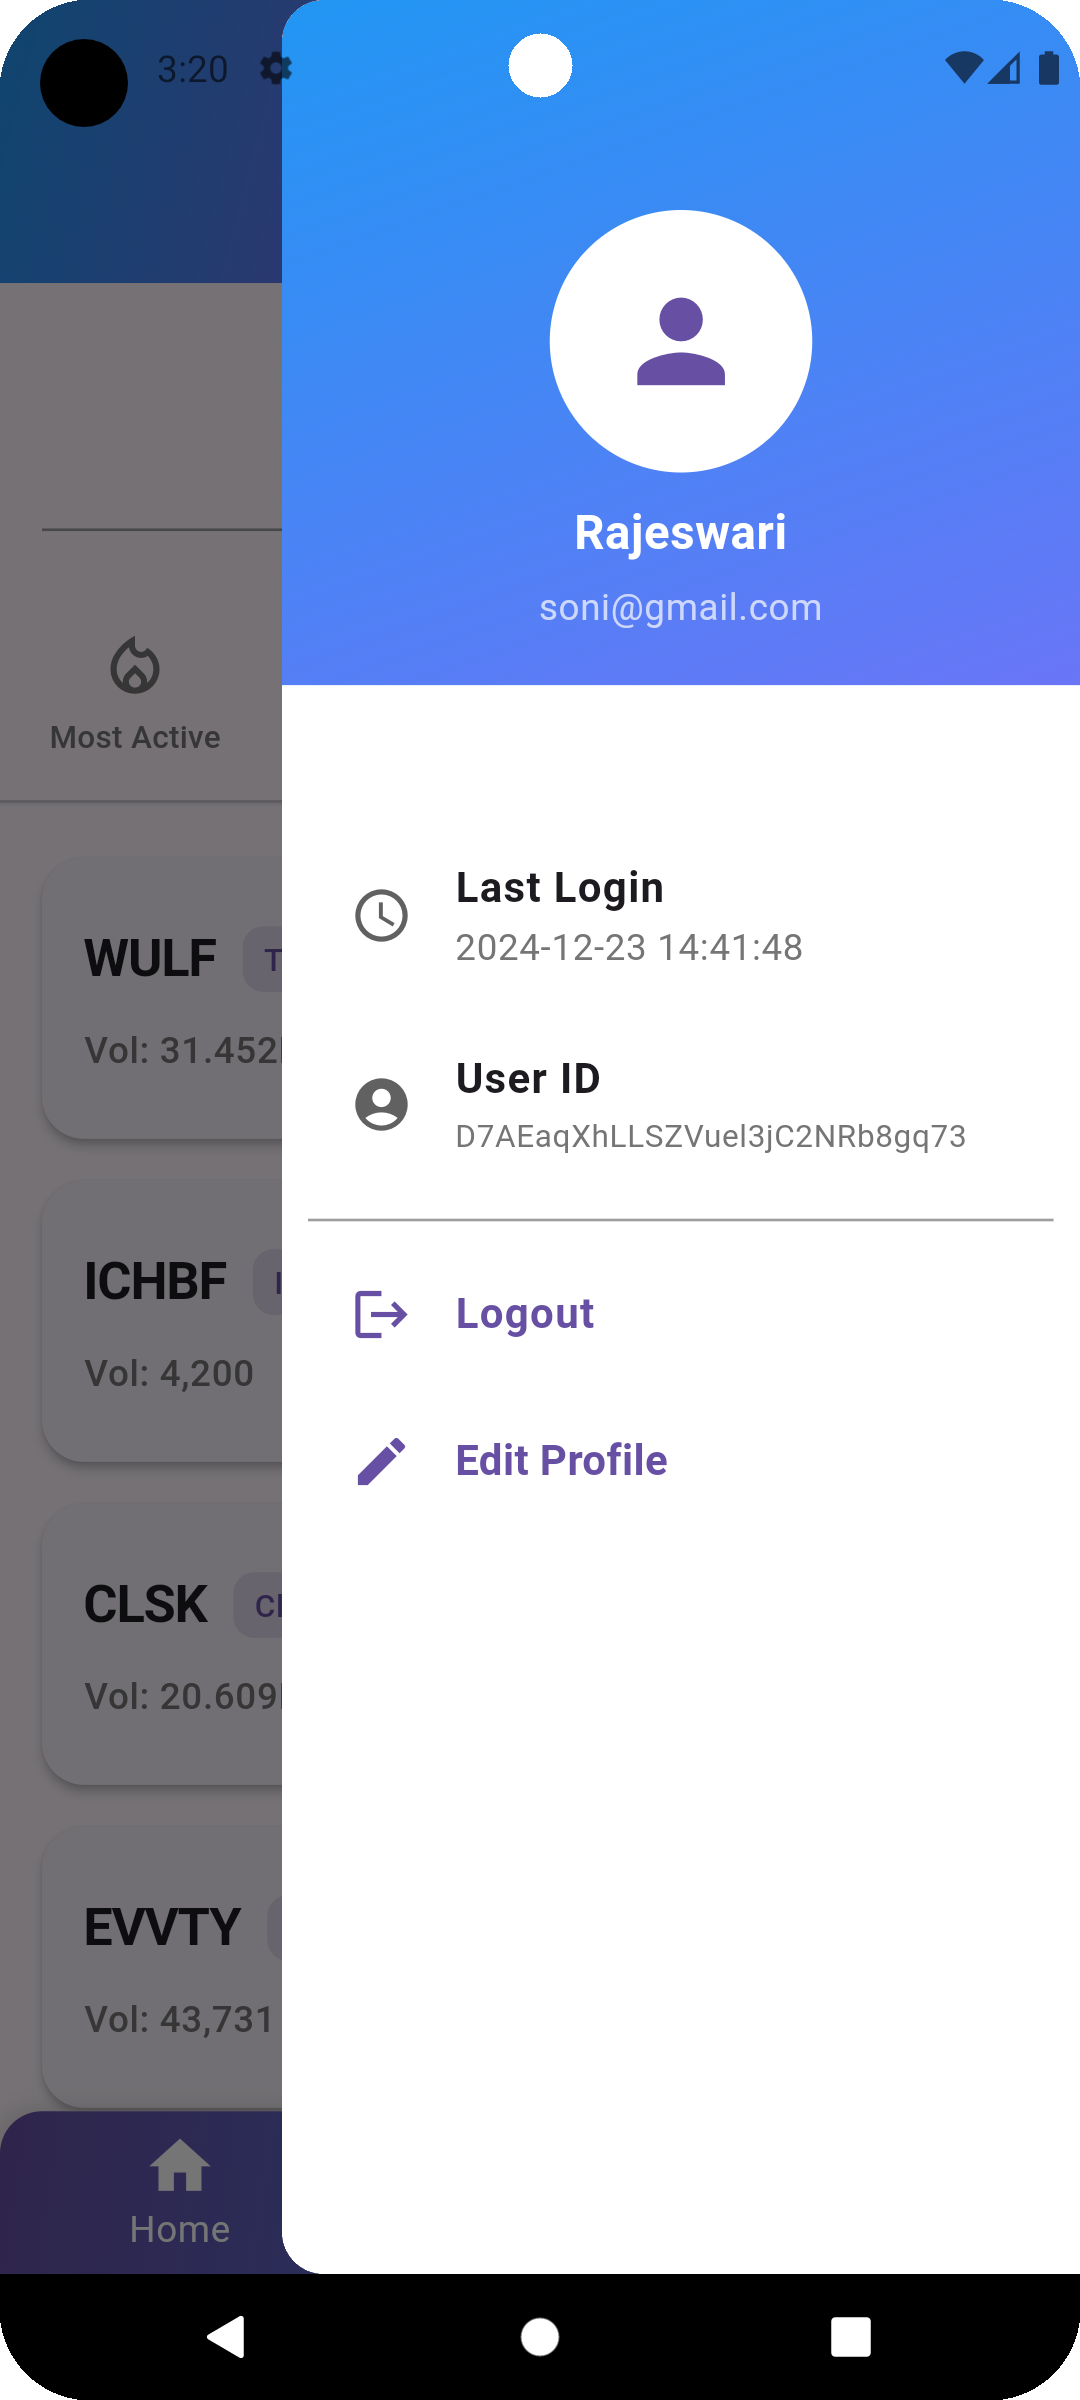 3:20
Rajeswari
soni@gmail.com
Most Active
Last Login
2024-12-23 14:41:48
User ID
D7AEaqXhLLSZVuel3jC2NRb8gq73
Logout
Edit Profile
WULF
Vol: 31.452
ICHBF
Vol: 4,200
CLSK
Vol: 20.609
EVVTY
Vol: 43,731
Home